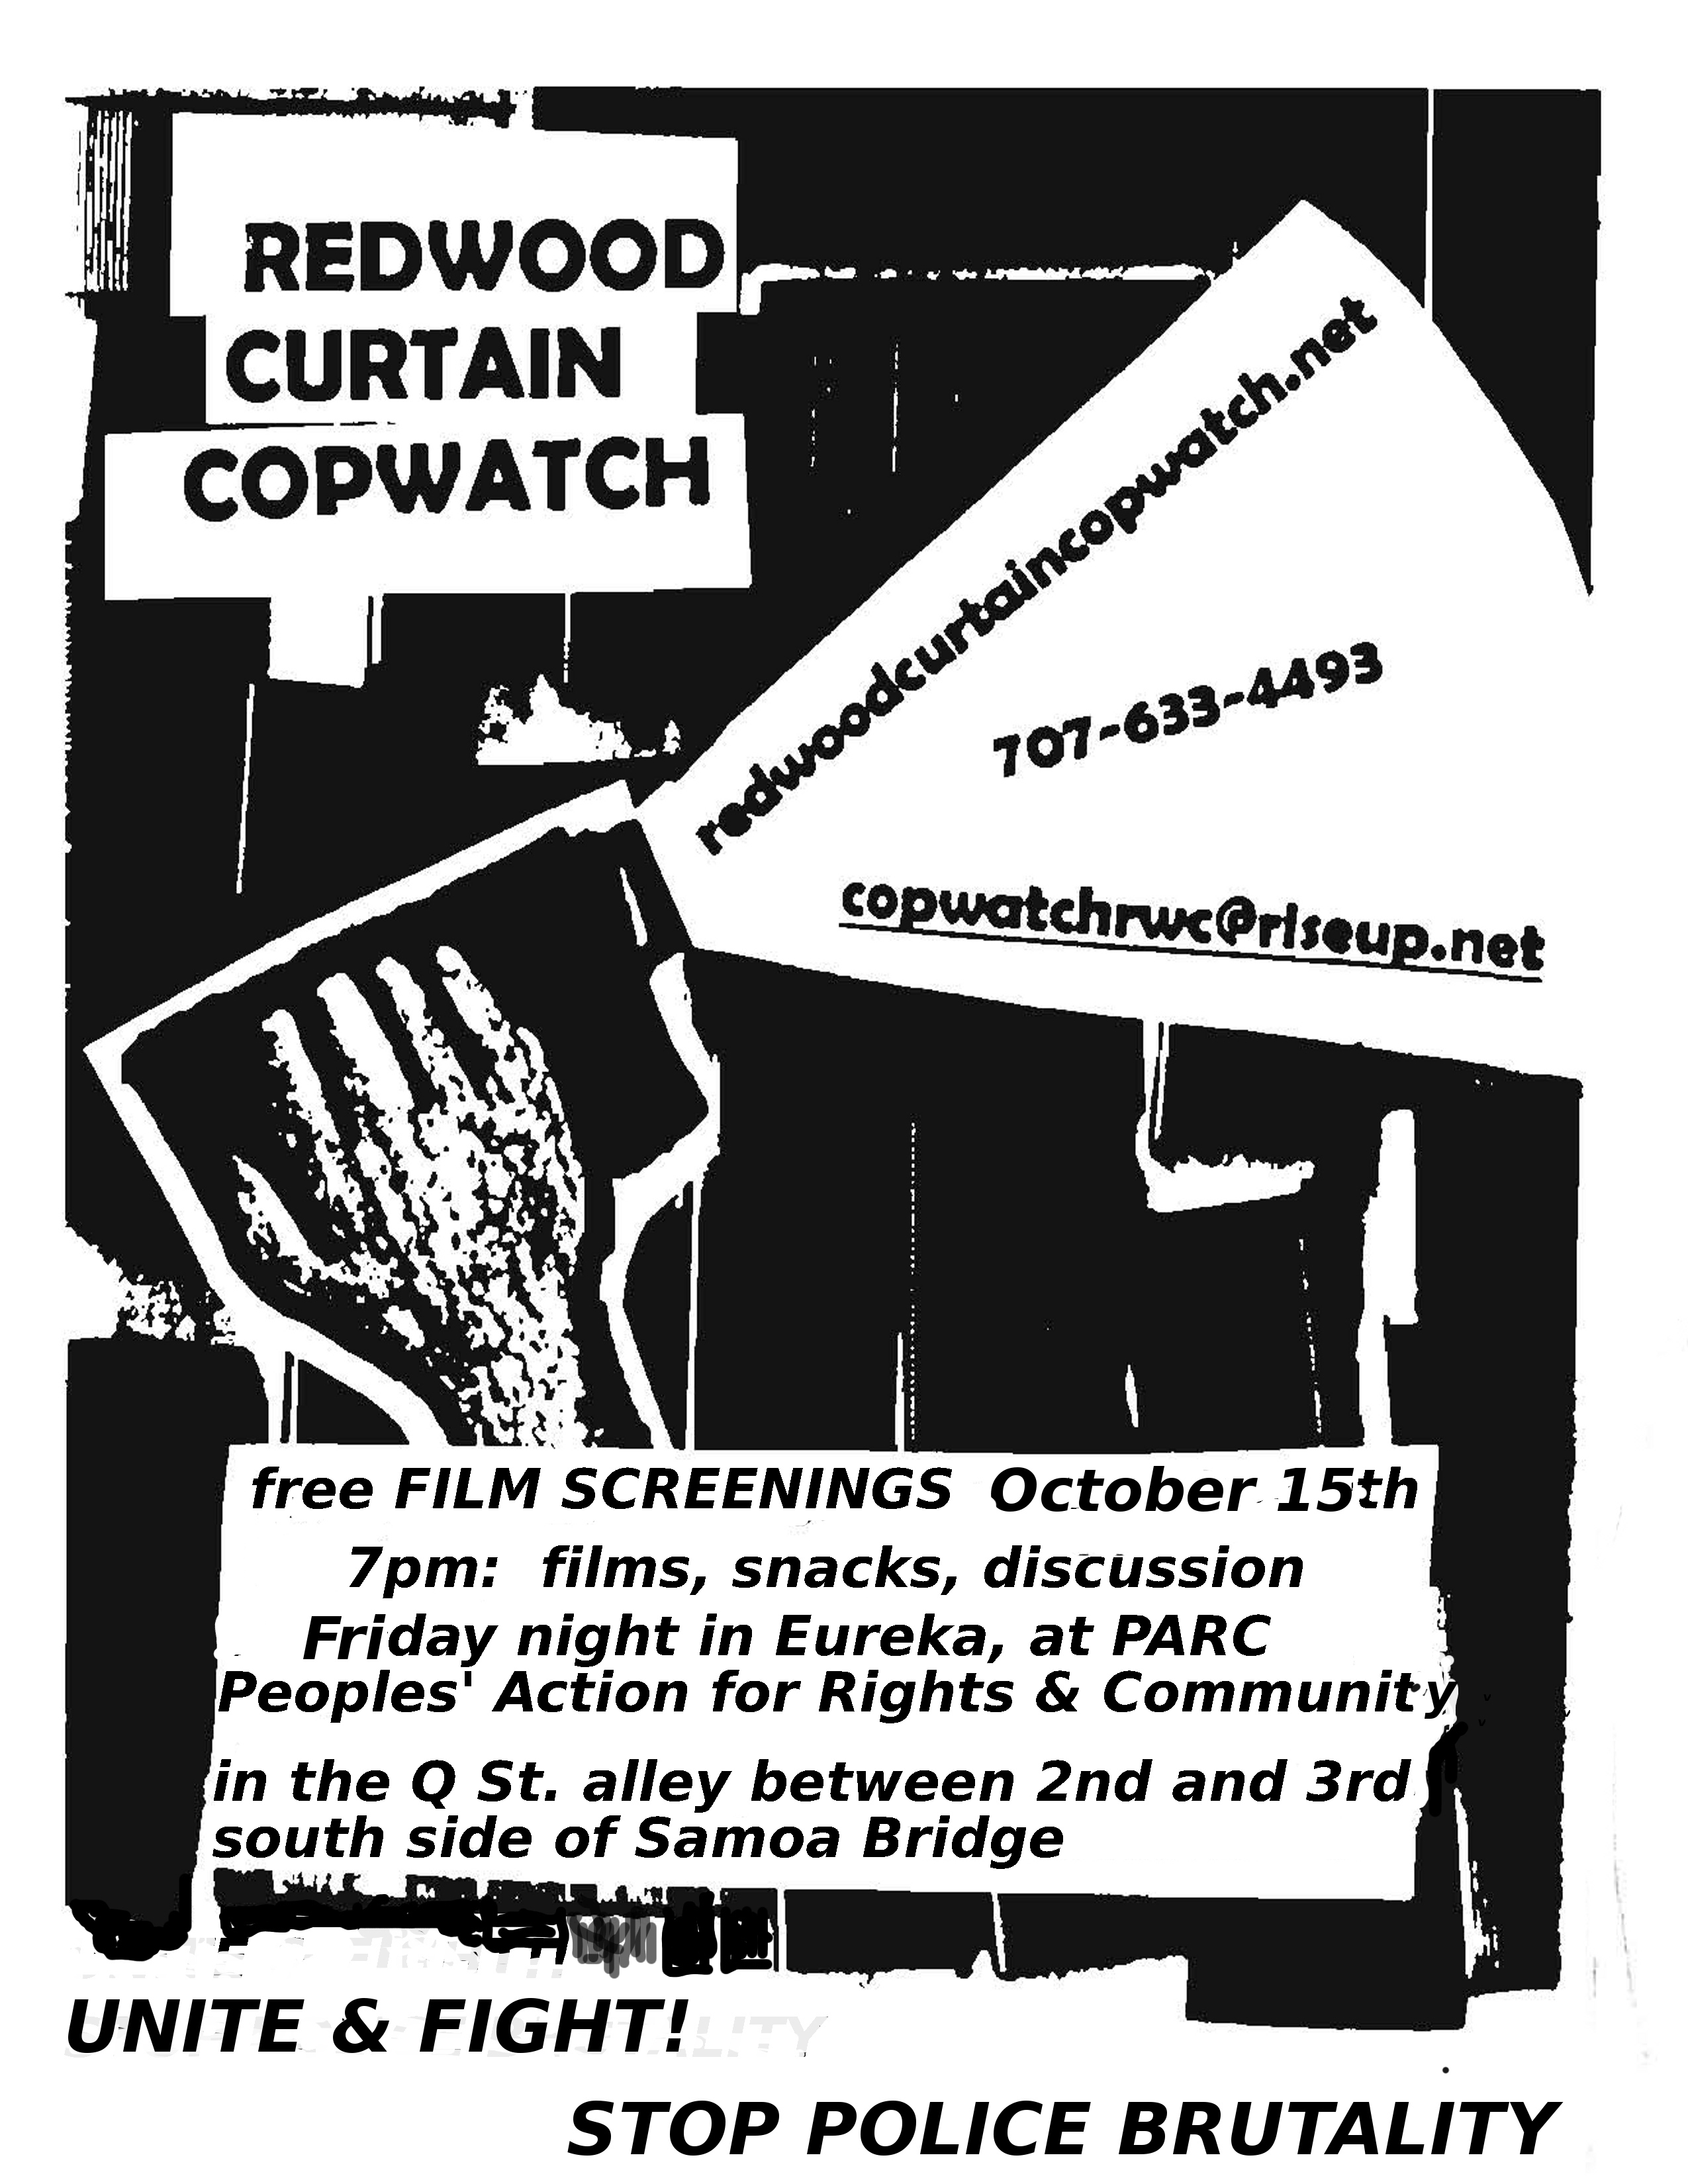 REDWOOD
CURTAIN
COPWATCH
redwoodcurtaincopwatch.net
707-633-4493
copwatchrwc@riseup.net
free FILM SCREENINGS October 15th
7pm: films, snacks, discussion
Friday night in Eureka, at PARC
Peoples' Action for Rights & Community
in the Q St. alley between 2nd and 3rd
south side of Samoa Bridge
UNITE & FIGHT!
STOP POLICE BRUTALITY